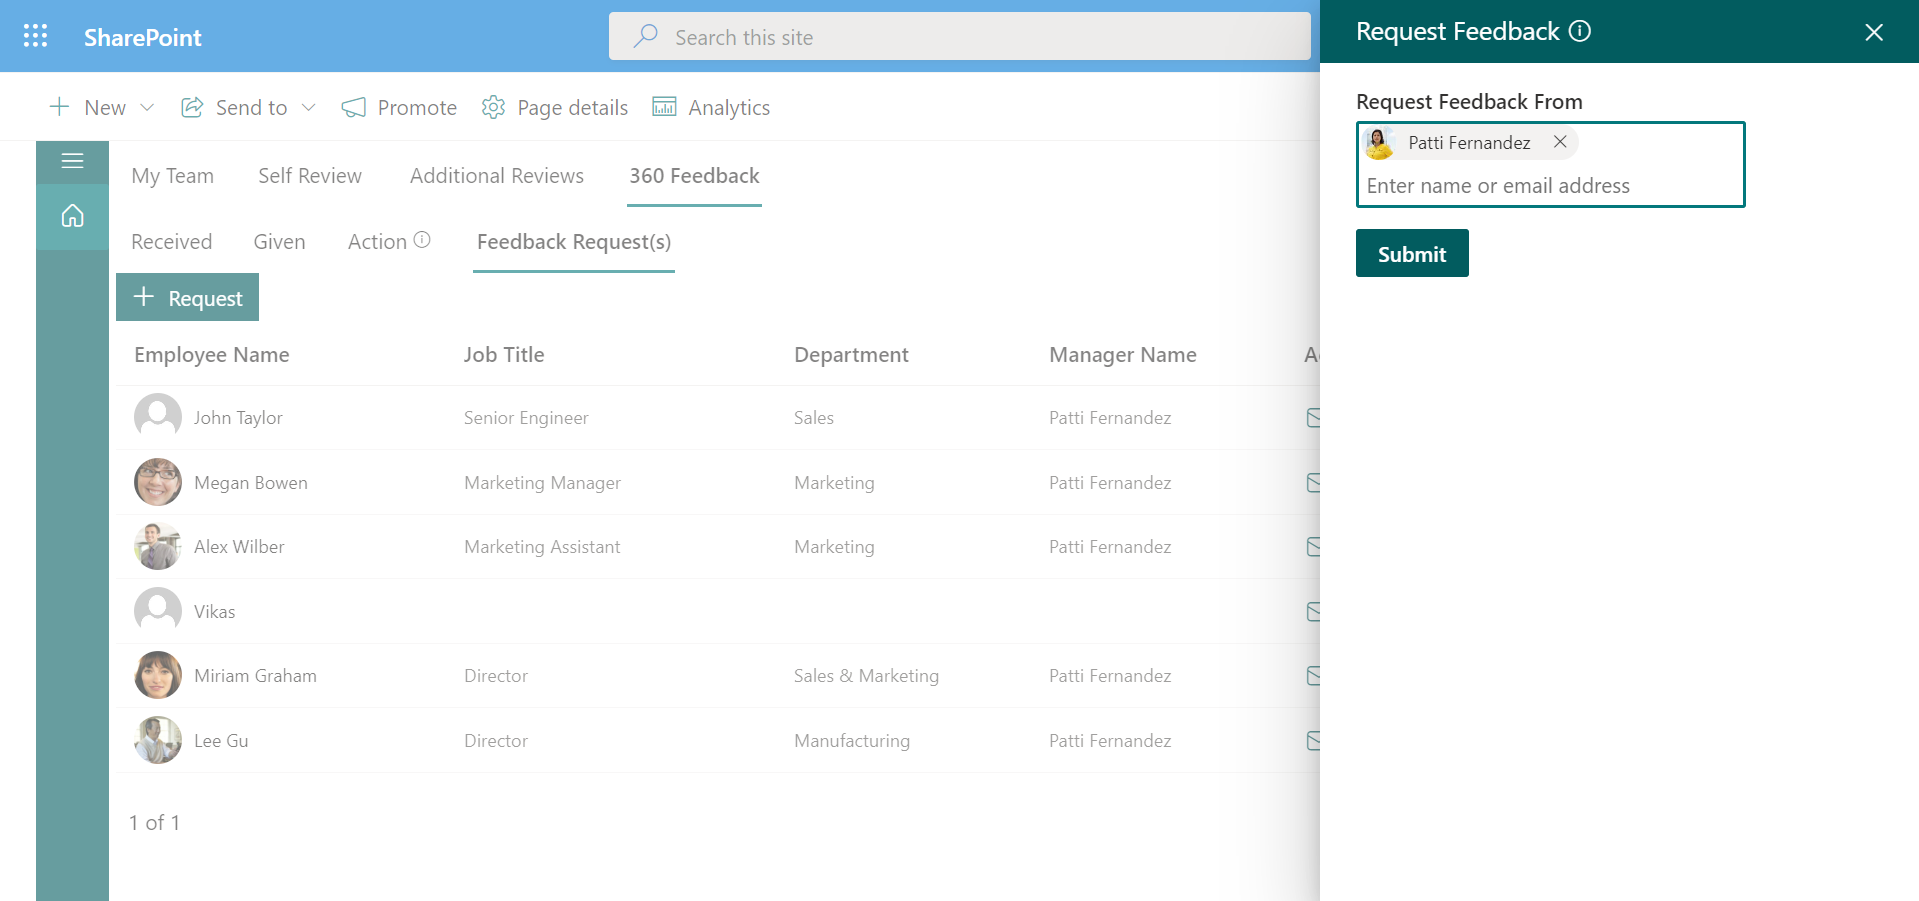 SharePoint
Search this site
Request Feedback
New
Send to
Promote
Page details
Analytics
Request Feedback From
Patti Fernandez
Enter name or email address
Submit
My Team
Self Review
Additional Reviews
360 Feedback
Received
Given
Action
Feedback Request(s)
Request
Employee Name Job Title Department Manager Name
John Taylor Senior Engineer Sales Patti Fernandez
Megan Bowen Marketing Manager Marketing Patti Fernandez
Alex Wilber Marketing Assistant Marketing Patti Fernandez
Vikas
Miriam Graham Director Sales & Marketing Patti Fernandez
Lee Gu Director Manufacturing Patti Fernandez
1 of 1